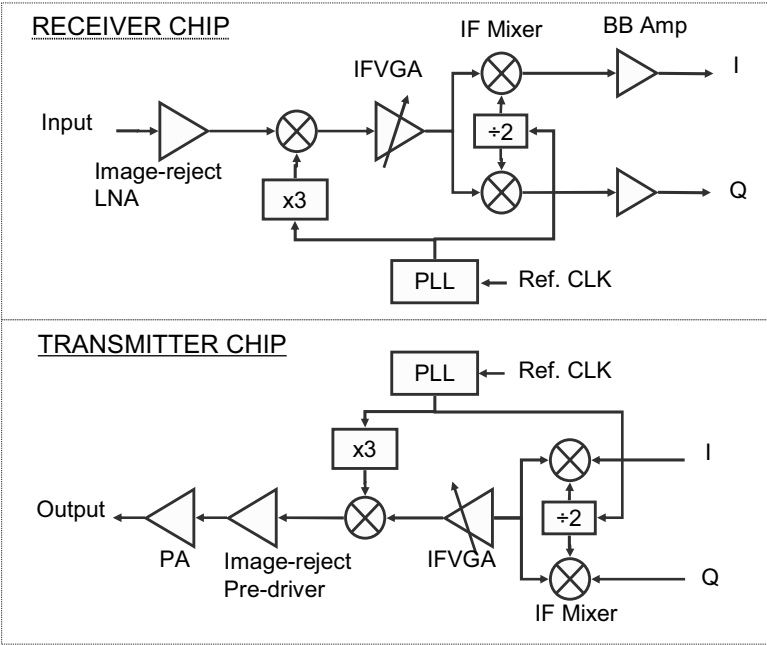 RECEIVER CHIP
IF Mixer
BB Amp
IFVGA
I
Input
÷2
Image-reject
LNA
x3
Q
PLL
Ref. CLK
TRANSMITTER CHIP
PLL
Ref. CLK
x3
I
Output
÷2
PA
Image-reject
Pre-driver
IFVGA
Q
IF Mixer